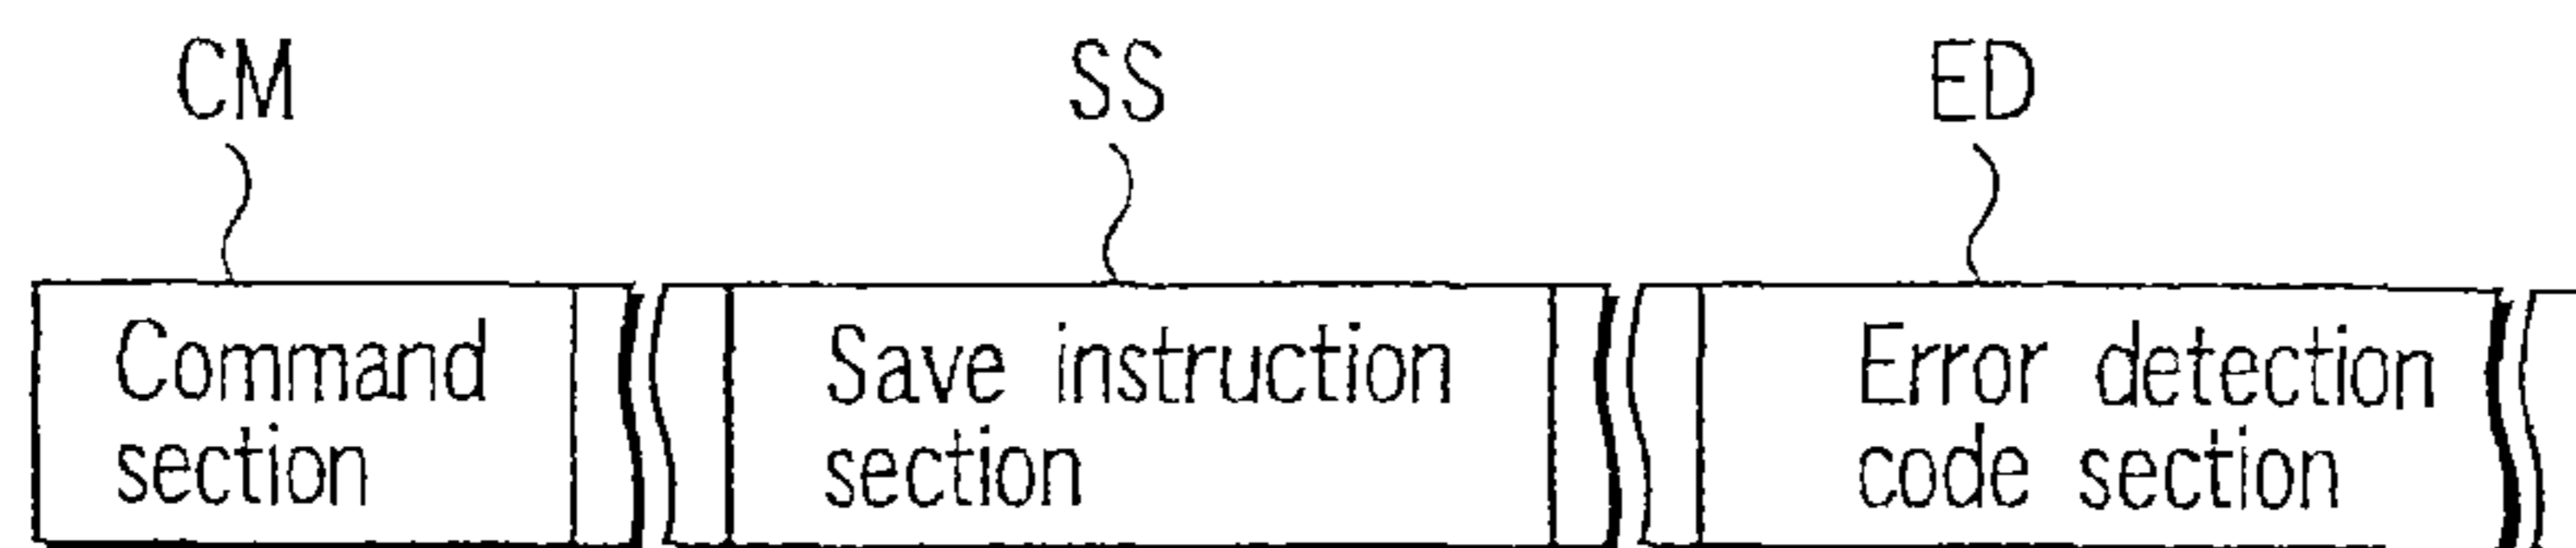 CM SS ED
Command
section
Save instruction
section
Error detection
code section